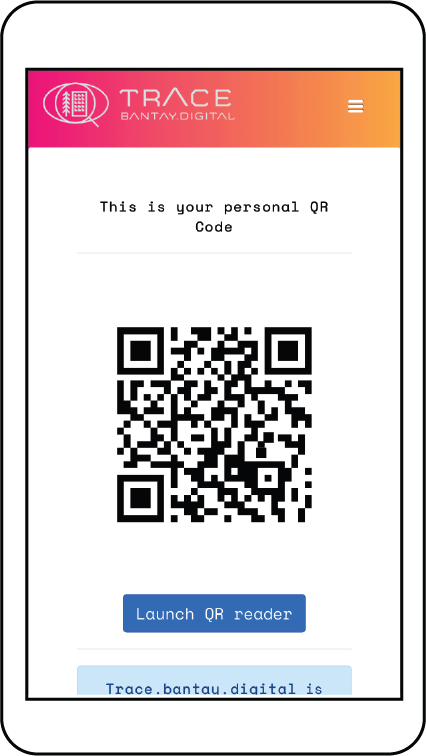 TRACE
BANTAY.DIGITAL
This is your personal QR
Code
Launch QR reader
Trace.bantay.digital is